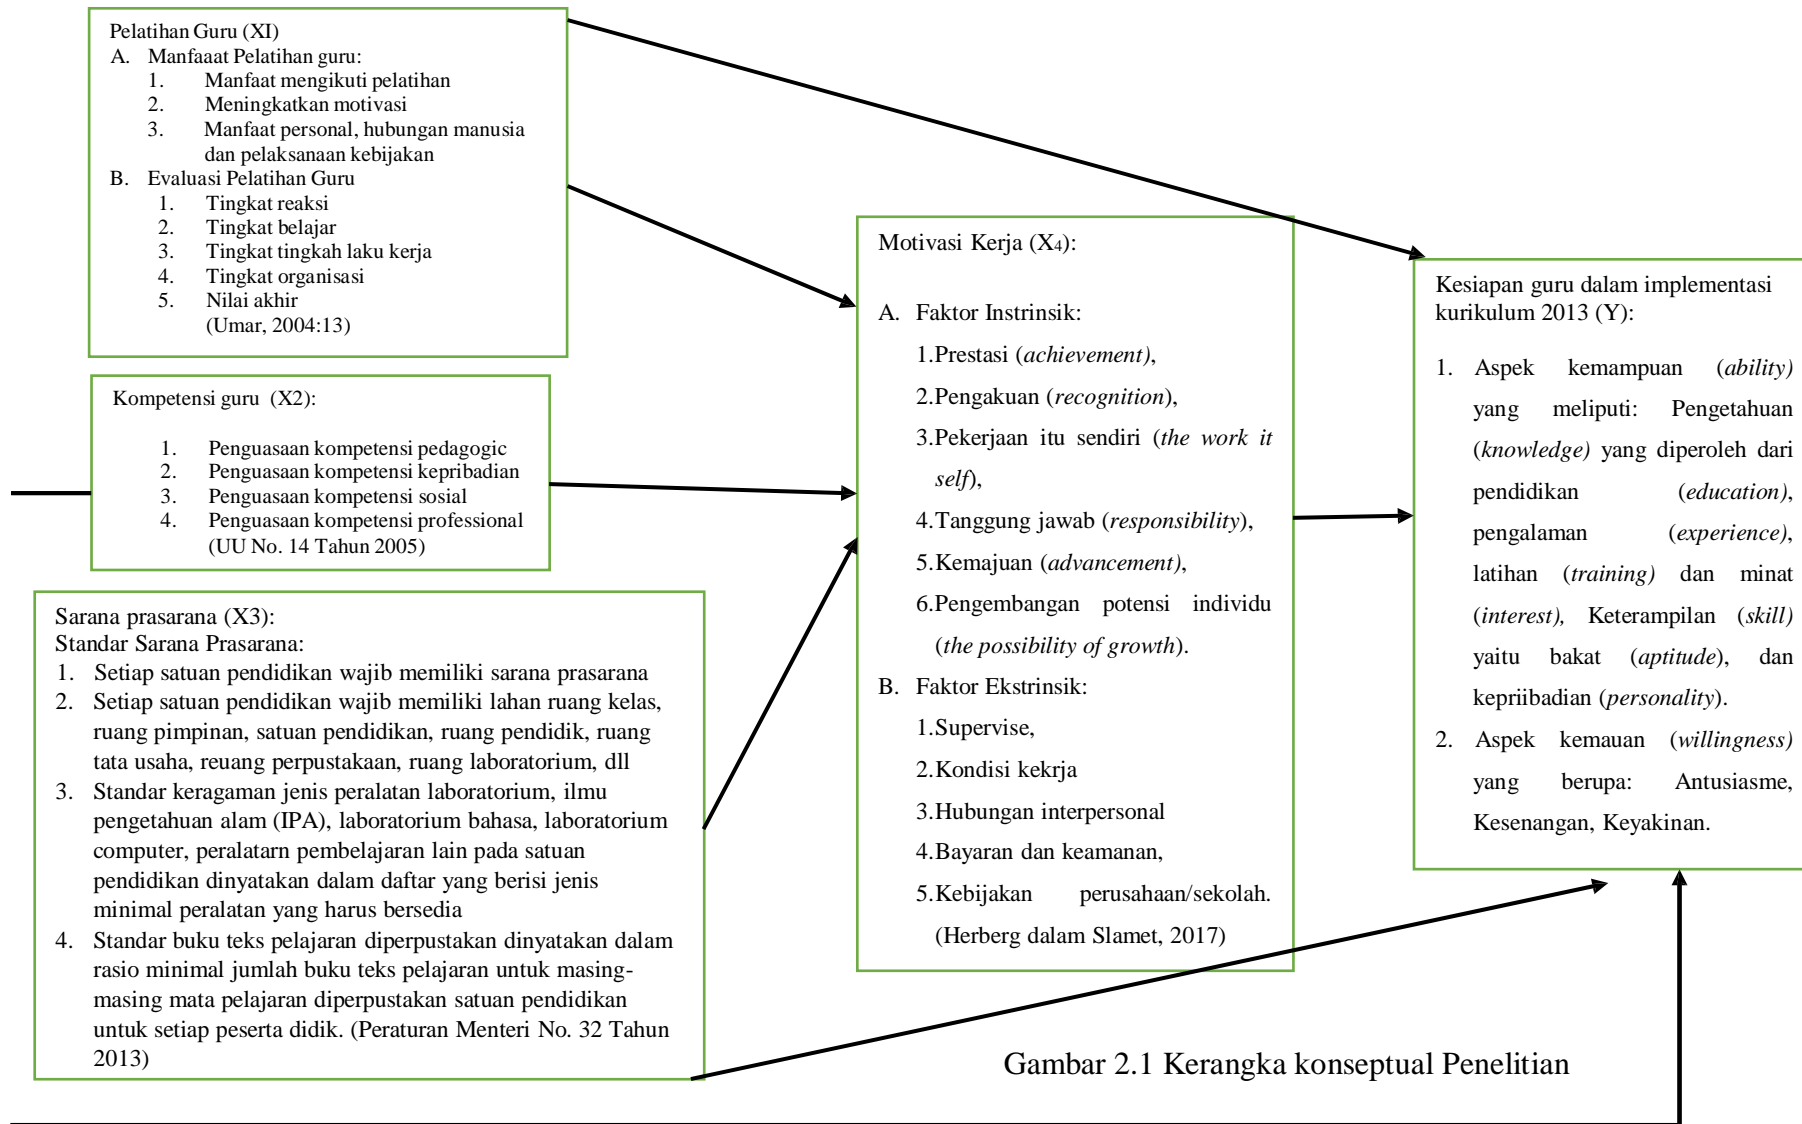 Pelatihan Guru (XI)
A. Manfaaat Pelatihan guru:
1. Manfaat mengikuti pelatihan
2. Meningkatkan motivasi
3. Manfaat personal, hubungan manusia
dan pelaksanaan kebijakan
B. Evaluasi Pelatihan Guru
1. Tingkat reaksi
2. Tingkat belajar
3. Tingkat tingkah laku kerja
4. Tingkat organisasi
5. Nilai akhir
(Umar, 2004:13)
Kompetensi guru (X2):
1. Penguasaan kompetensi pedagogic
2. Penguasaan kompetensi kepribadian
3. Penguasaan kompetensi sosial
4. Penguasaan kompetensi professional
(UU No. 14 Tahun 2005)
Sarana prasarana (X3):
Standar Sarana Prasarana:
1. Setiap satuan pendidikan wajib memiliki sarana prasarana
2. Setiap satuan pendidikan wajib memiliki lahan ruang kelas,
ruang pimpinan, satuan pendidikan, ruang pendidik, ruang
tata usaha, reuang perpustakaan, ruang laboratorium, dll
3. Standar keragaman jenis peralatan laboratorium, ilmu
pengetahuan alam (IPA), laboratorium bahasa, laboratorium
computer, peralatarn pembelajaran lain pada satuan
pendidikan dinyatakan dalam daftar yang berisi jenis
minimal peralatan yang harus bersedia
4. Standar buku teks pelajaran diperpustakan dinyatakan dalam
rasio minimal jumlah buku teks pelajaran untuk masing-
masing mata pelajaran diperpustakan satuan pendidikan
untuk setiap peserta didik. (Peraturan Menteri No. 32 Tahun
2013)
Motivasi Kerja (X4):
A. Faktor Instrinsik:
1.Prestasi (achievement),
2.Pengakuan (recognition),
3.Pekerjaan itu sendiri (the work it
self),
4.Tanggung jawab (responsibility),
5.Kemajuan (advancement),
6.Pengembangan potensi individu
(the possibility of growth).
B. Faktor Ekstrinsik:
1.Supervise,
2.Kondisi kekrja
3.Hubungan interpersonal
4.Bayaran dan keamanan,
5.Kebijakan perusahaan/sekolah.
(Herberg dalam Slamet, 2017)
Kesiapan guru dalam implementasi
kurikulum 2013 (Y):
1. Aspek kemampuan (ability)
yang meliputi: Pengetahuan
(knowledge) yang diperoleh dari
pendidikan (education),
pengalaman (experience),
latihan (training) dan minat
(interest), Keterampilan (skill)
yaitu bakat (aptitude), dan
kepriibadian (personality).
2. Aspek kemauan (willingness)
yang berupa: Antusiasme,
Kesenangan, Keyakinan.
Gambar 2.1 Kerangka konseptual Penelitian